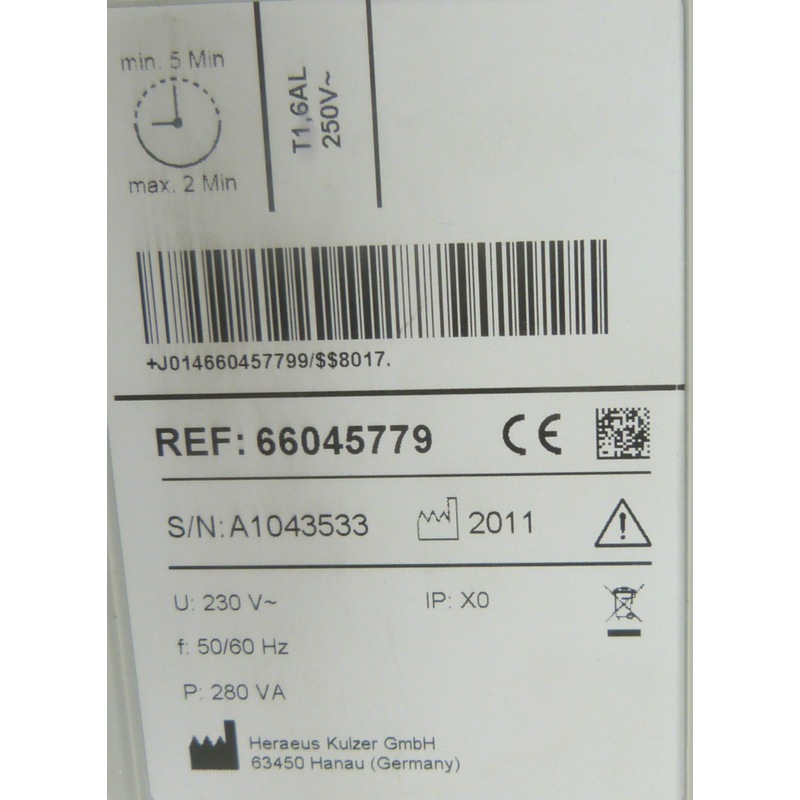 min. 5 Min
max. 2 Min
T1,6AL
250V~
+J014660457799/$$8017.
REF: 66045779
CE
S/N: A1043533
2011
U: 230 V~
IP: X0
f: 50/60 Hz
P: 280 VA
Heraeus Kulzer GmbH
63450 Hanau (Germany)